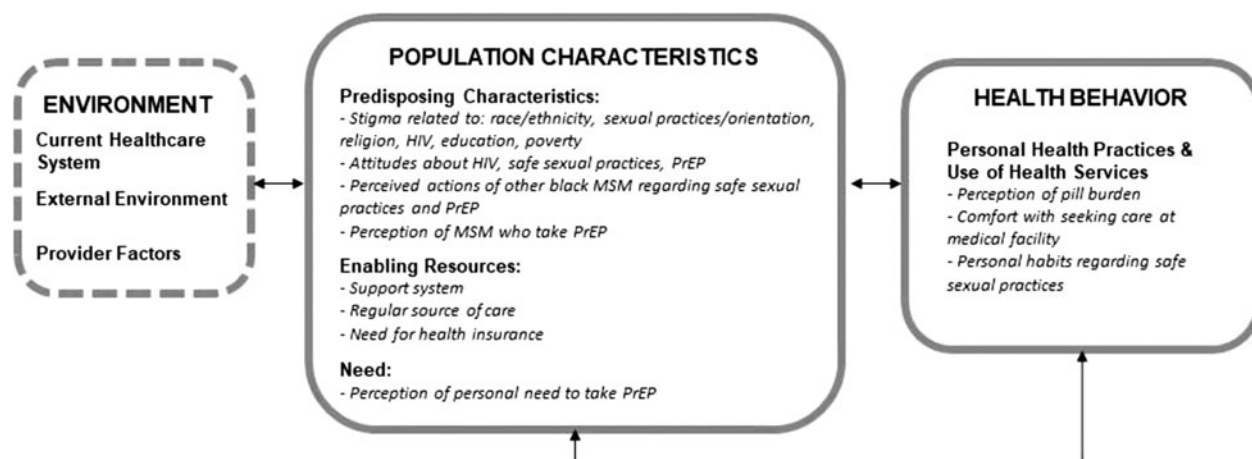 ENVIRONMENT
Current Healthcare
System
External Environment
Provider Factors
POPULATION CHARACTERISTICS
Predisposing Characteristics:
- Stigma related to: race/ethnicity, sexual practices/orientation,
religion, HIV, education, poverty
- Attitudes about HIV, safe sexual practices, PrEP
- Perceived actions of other black MSM regarding safe sexual
practices and PrEP
- Perception of MSM who take PrEP
Enabling Resources:
- Support system
- Regular source of care
- Need for health insurance
Need:
- Perception of personal need to take PrEP
HEALTH BEHAVIOR
Personal Health Practices &
Use of Health Services
- Perception of pill burden
- Comfort with seeking care at
medical facility
- Personal habits regarding safe
sexual practices